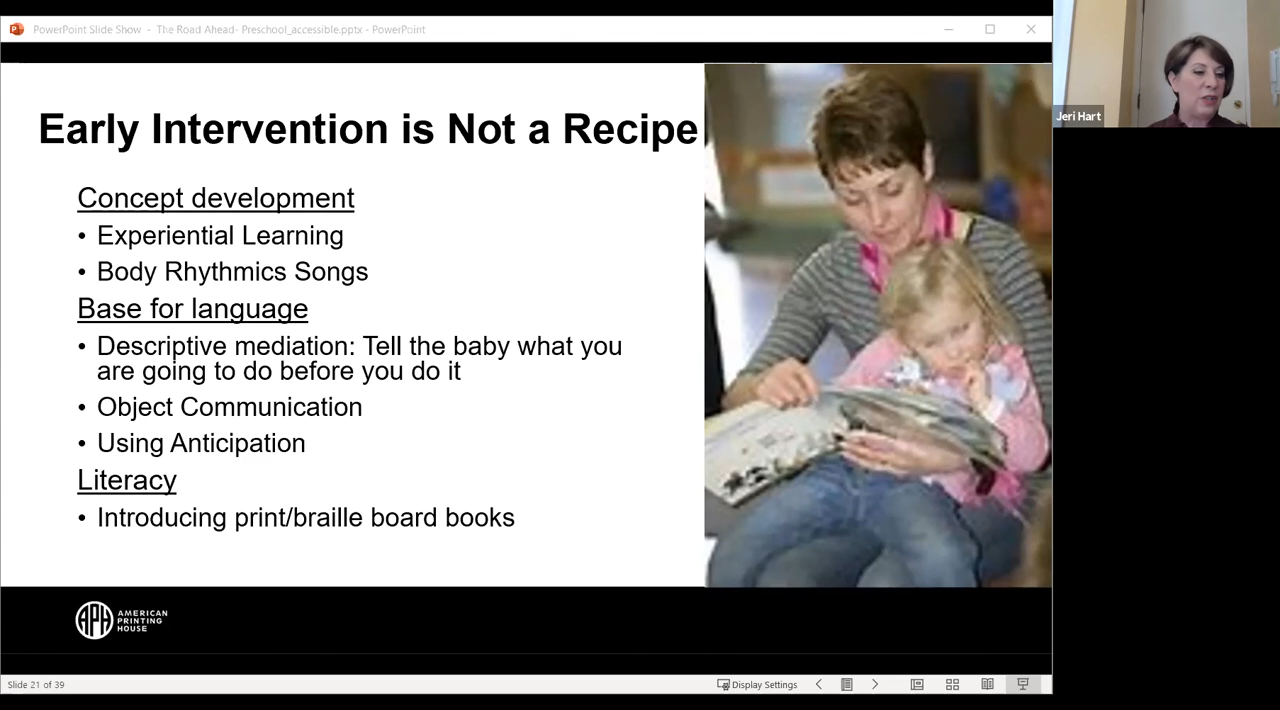 PowerPoint Slide Show - The Road Ahead- Preschool_accessible.pptx - PowerPoint
Jeri Hart
Early Intervention is Not a Recipe
Concept development
• Experiential Learning
• Body Rhythmics Songs
Base for language
• Descriptive mediation: Tell the baby what you
are going to do before you do it
• Object Communication
• Using Anticipation
Literacy
• Introducing print/braille board books
APH
AMERICAN
PRINTING
HOUSE
Slide 21 of 39
Display Settings